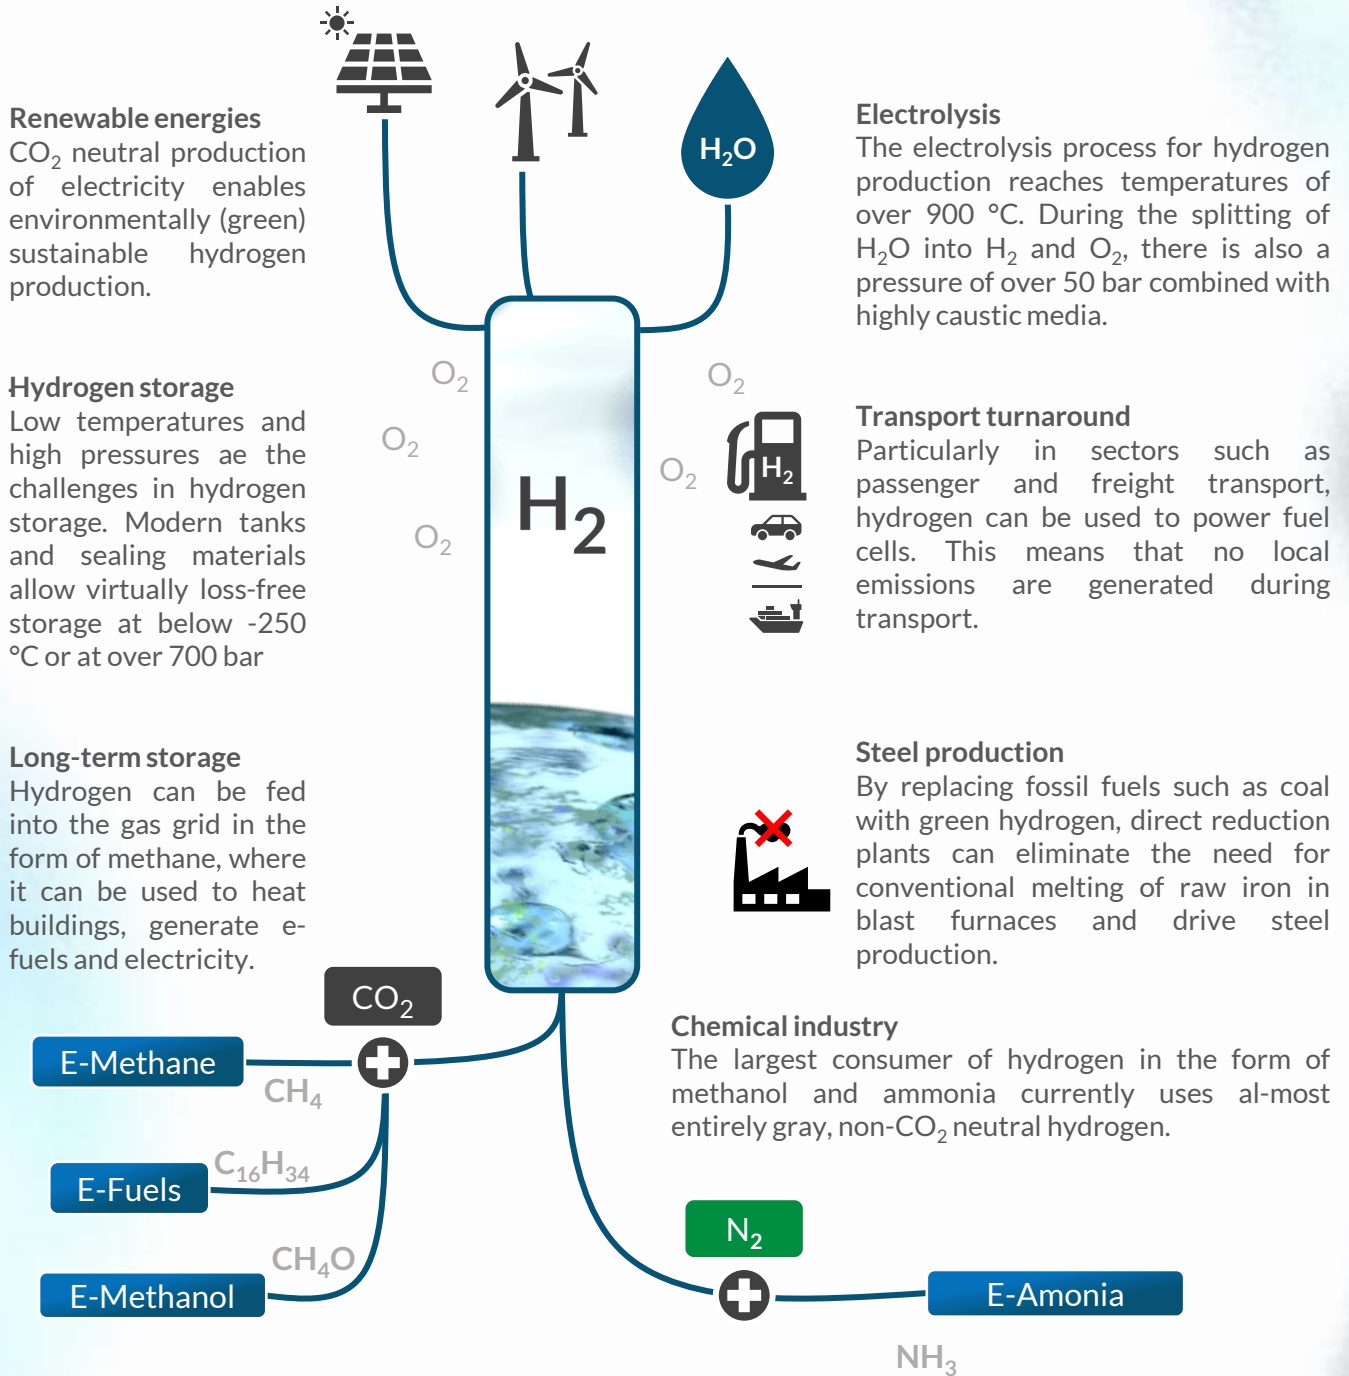 H₂O
Renewable energies
CO₂ neutral production
of electricity enables
environmentally (green)
sustainable hydrogen
production.
Electrolysis
The electrolysis process for hydrogen
production reaches temperatures of
over 900 °C. During the splitting of
H₂O into H₂ and O₂, there is also a
pressure of over 50 bar combined with
highly caustic media.
Hydrogen storage
Low temperatures and
high pressures ae the
challenges in hydrogen
storage. Modern tanks
and sealing materials
allow virtually loss-free
storage at below -250
°C or at over 700 bar
O₂
O₂
O₂
H₂
O₂
O₂
H₂
Transport turnaround
Particularly in sectors such as
passenger and freight transport,
hydrogen can be used to power fuel
cells. This means that no local
emissions are generated during
transport.
Long-term storage
Hydrogen can be fed
into the gas grid in the
form of methane, where
it can be used to heat
buildings, generate e-
fuels and electricity.
Steel production
By replacing fossil fuels such as coal
with green hydrogen, direct reduction
plants can eliminate the need for
conventional melting of raw iron in
blast furnaces and drive steel
production.
CO₂
E-Methane
CH₄
C₁₆H₃₄
E-Fuels
CH₄O
E-Methanol
Chemical industry
The largest consumer of hydrogen in the form of
methanol and ammonia currently uses al-most
entirely gray, non-CO₂ neutral hydrogen.
N₂
E-Amonia
NH₃